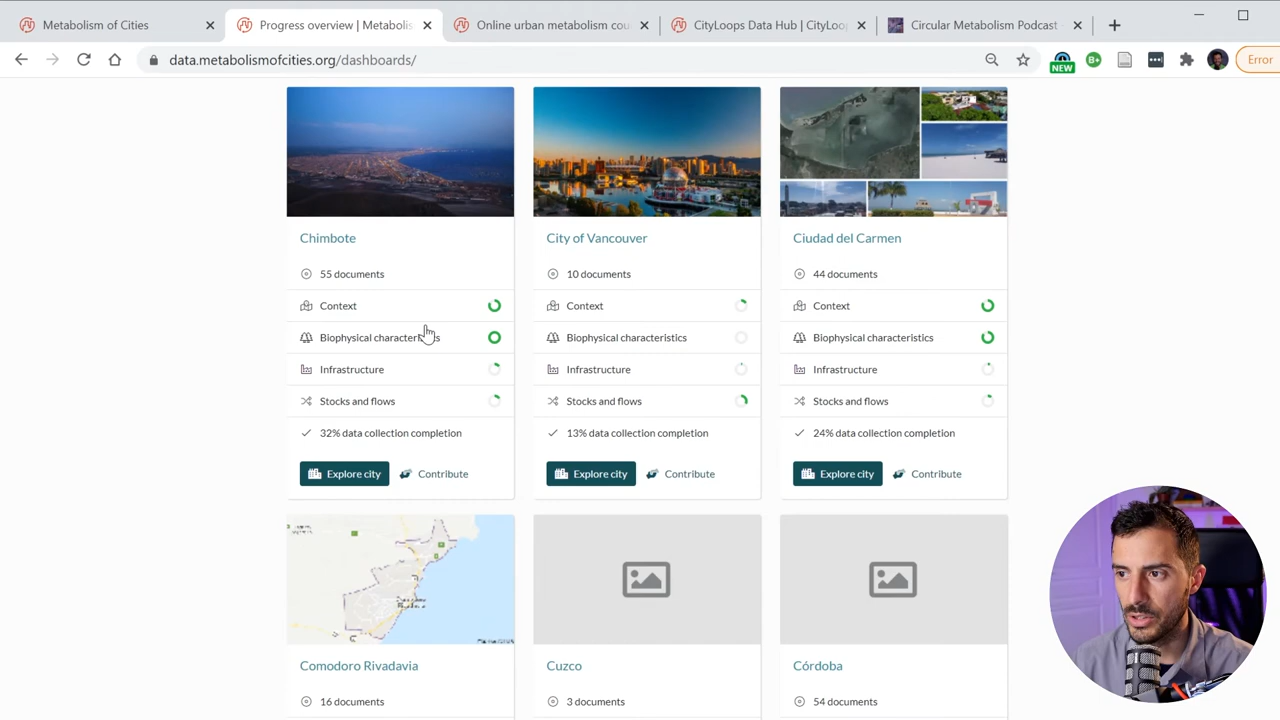 Metabolism of Cities
Progress overview | Metabolis
Online urban metabolism cou
CityLoops Data Hub | CityLoo
Circular Metabolism Podcast -
data.metabolismofcities.org/dashboards/
NEW
B+
Error
Chimbote
55 documents
Context
Biophysical characteristics
Infrastructure
Stocks and flows
32% data collection completion
Explore city
Contribute
City of Vancouver
10 documents
Context
Biophysical characteristics
Infrastructure
Stocks and flows
13% data collection completion
Explore city
Contribute
Ciudad del Carmen
44 documents
Context
Biophysical characteristics
Infrastructure
Stocks and flows
24% data collection completion
Explore city
Contribute
Comodoro Rivadavia
16 documents
Cuzco
3 documents
Córdoba
54 documents